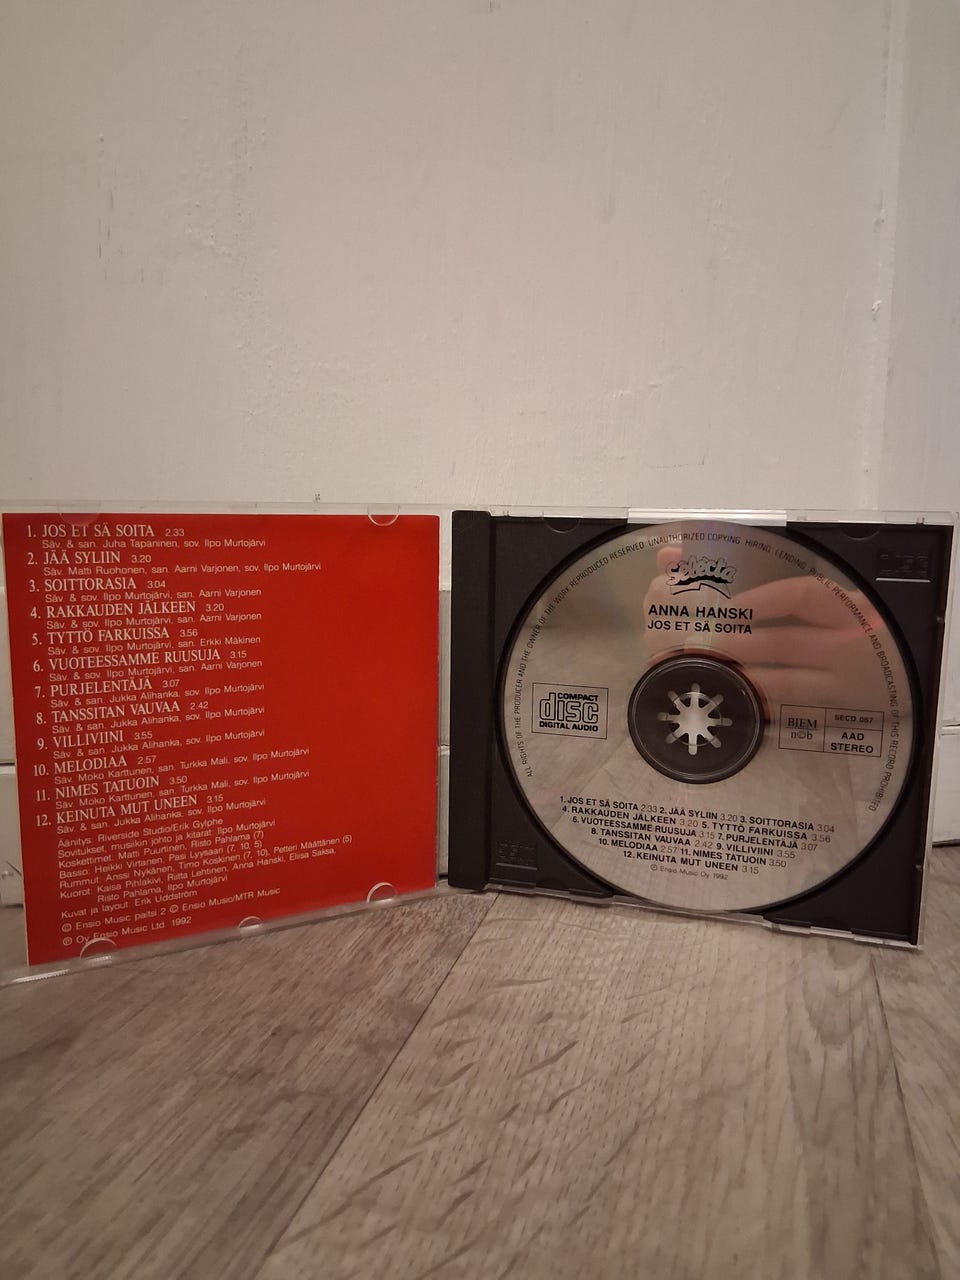 1. JOS ET SÄ SOITA 2.33
Säv. & san. Juha Tapaninen, sov. Ilpo Murtojärvi
2. JÄÄ SYLIIN 3.20
Säv. Matti Ruohonen, san. Aarni Varjonen, sov. Ilpo Murtojärvi
3. SOITTORASIA 3.04
Säv. & sov. Ilpo Murtojärvi, san. Aarni Varjonen
4. RAKKAUDEN JÄLKEEN 3.20
Säv. & sov. Ilpo Murtojärvi, san. Aarni Varjonen
5. TYTTÖ FARKUISSA 3.56
Säv. & sov. Ilpo Murtojärvi, san. Erkki Mäkinen
6. VUOTEESSAMME RUUSUJA 3.15
Säv. & sov. Ilpo Murtojärvi, san. Aarni Varjonen
7. PURJELENTÄJÄ 3.07
Säv. & san. Jukka Alihanka, sov. Ilpo Murtojärvi
8. TANSSITAN VAUVAA 2.42
Säv. & san. Jukka Alihanka, sov. Ilpo Murtojärvi
9. VILLIVIINI 3.55
Säv. & san. Jukka Alihanka, sov. Ilpo Murtojärvi
10. MELODIAA 2.57
Säv. Moko Karttunen, san. Turkka Mali, sov. Ilpo Murtojärvi
11. NIMES TATUOIN 3.50
Säv. Moko Karttunen, san. Turkka Mali, sov. Ilpo Murtojärvi
12. KEINUTA MUT UNEEN 3.15
Säv. & san. Jukka Alihanka, sov. Ilpo Murtojärvi
Äänitys: Riverside Studio/Erik Gylphe
Sovitukset, musiikin johto ja kitarat: Ilpo Murtojärvi
Koskettimet: Matti Puurtinen, Risto Pahlama (7)
Basso: Heikki Virtanen, Pasi Lyysaari (7. 10. 5)
Rummut: Anssi Nykänen, Timo Koskinen (7. 10), Petteri Määttänen (5)
Kuorot: Kaisa Pihlakivi, Riitta Lehtinen, Anna Hanski, Elisa Saksa,
Risto Pahlama, Ilpo Murtojärvi
Kuvat ja layout: Erik Uddström
© Ensio Music paitsi 2 © Ensio Music/MTR Music
℗ Oy Ensio Music Ltd. 1992
ALL RIGHTS OF THE PRODUCER AND THE OWNER OF THE WORK REPRODUCED RESERVED UNAUTHORIZED COPYING, HIRING, LENDING, PUBLIC PERFORMANCE AND BROADCASTING OF THIS RECORD PROHIBITED
Selecta
ANNA HANSKI
JOS ET SÄ SOITA
COMPACT
disc
DIGITAL AUDIO
BIEM
n©b
SECD 057
AAD
STEREO
1. JOS ET SÄ SOITA 2.33 2. JÄÄ SYLIIN 3.20 3. SOITTORASIA 3.04
4. RAKKAUDEN JÄLKEEN 3.20 5. TYTTÖ FARKUISSA 3.56
6. VUOTEESSAMME RUUSUJA 3.15 7. PURJELENTÄJÄ 3.07
8. TANSSITAN VAUVAA 2.42 9. VILLIVIINI 3.55
10. MELODIAA 2.57 11. NIMES TATUOIN 3.50
12. KEINUTA MUT UNEEN 3.15
℗ Ensio Music Oy 1992